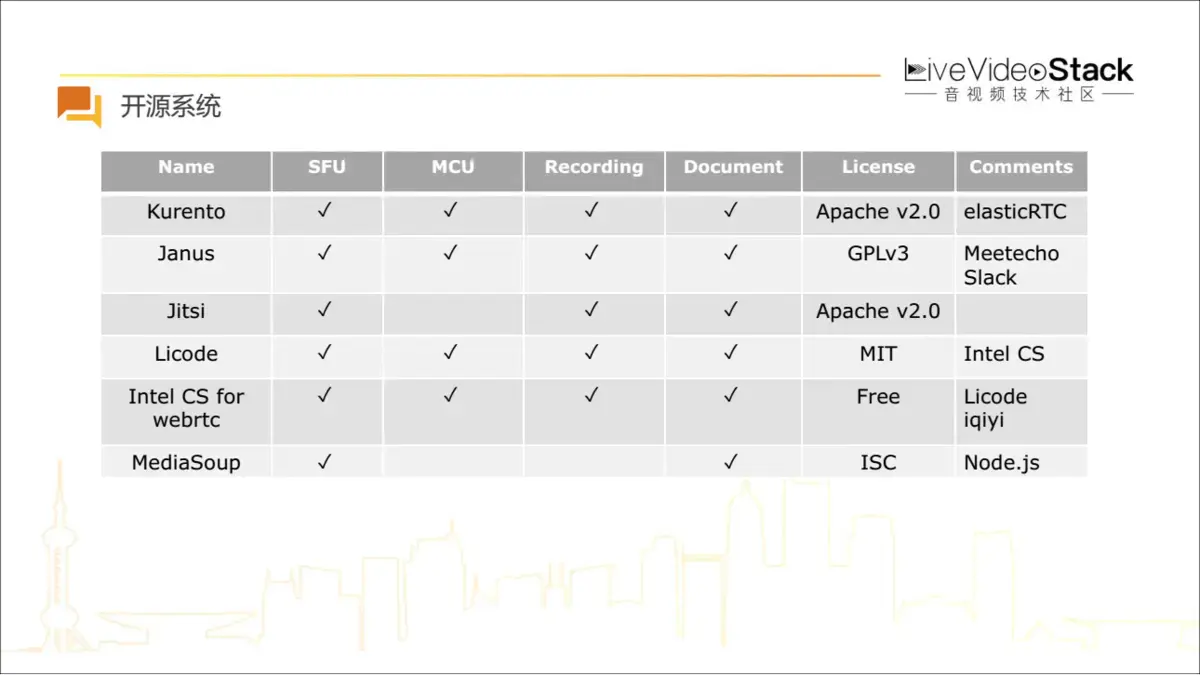 LiveVideoStack
音视频技术社区
开源系统
Name SFU MCU Recording Document License Comments
Kurento ✓ ✓ ✓ ✓ Apache v2.0 elasticRTC
Janus ✓ ✓ ✓ ✓ GPLv3 Meetecho
Slack
Jitsi ✓ ✓ ✓ Apache v2.0
Licode ✓ ✓ ✓ ✓ MIT Intel CS
Intel CS for ✓ ✓ ✓ ✓ Free Licode
webrtc iqiyi
MediaSoup ✓ ✓ ISC Node.js